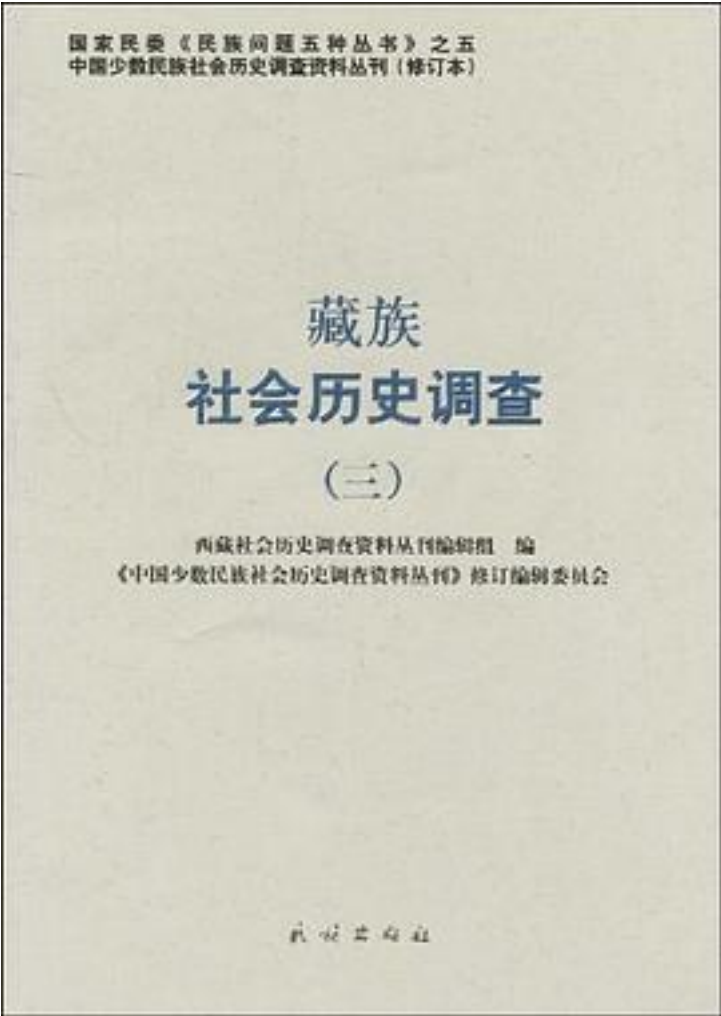 国家民委《民族问题五种丛书》之五
中国少数民族社会历史调查资料丛刊(修订本)
藏族
社会历史调查
(三)
西藏社会历史调查资料丛刊编辑组 编
《中国少数民族社会历史调查资料丛刊》修订编辑委员会
民族出版社